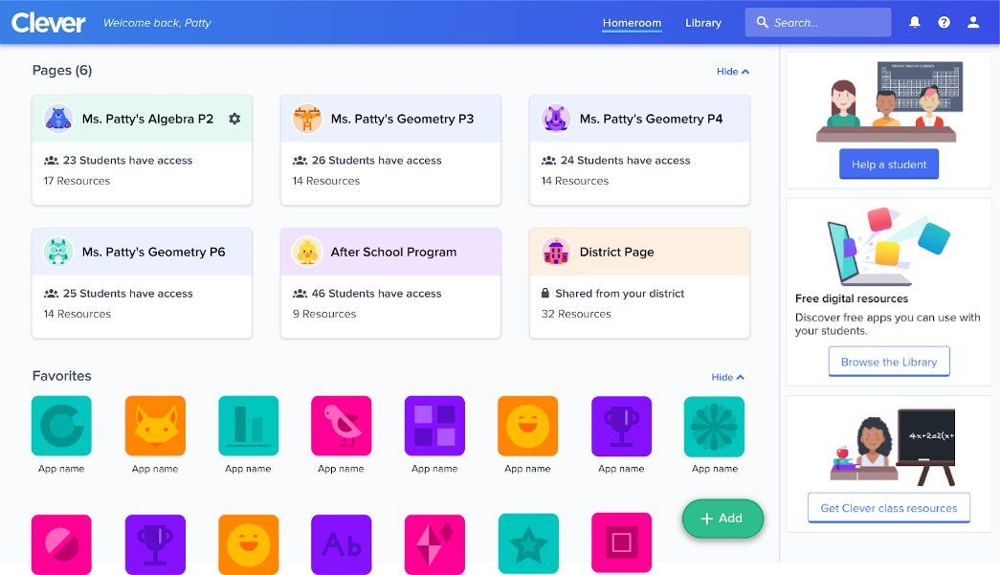 Clever
Welcome back, Patty
Homeroom
Library
Search...
Pages (6)
Hide
Ms. Patty's Algebra P2
23 Students have access
17 Resources
Ms. Patty's Geometry P3
26 Students have access
14 Resources
Ms. Patty's Geometry P4
24 Students have access
14 Resources
Ms. Patty's Geometry P6
25 Students have access
14 Resources
After School Program
46 Students have access
9 Resources
District Page
Shared from your district
32 Resources
Favorites
Hide
App name
App name
App name
App name
App name
App name
App name
App name
Ab
+ Add
PERIODIC TABLE OF ELEMENTS
Help a student
Free digital resources
Discover free apps you can use with
your students.
Browse the Library
4x+2=2(x+
Get Clever class resources